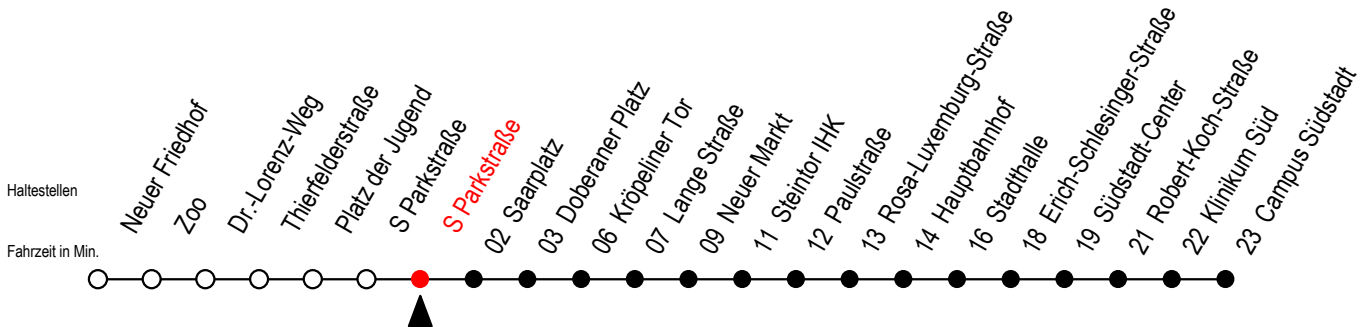 Haltestellen
Fahrzeit in Min.
Neuer Friedhof
Zoo
Dr.-Lorenz-Weg
Thierfelderstraße
Platz der Jugend
S Parkstraße
S Parkstraße
02 Saarplatz
03 Doberaner Platz
06 Kröpeliner Tor
07 Lange Straße
09 Neuer Markt
11 Steintor IHK
12 Paulstraße
13 Rosa-Luxemburg-Straße
14 Hauptbahnhof
16 Stadthalle
18 Erich-Schlesinger-Straße
19 Südstadt-Center
21 Robert-Koch-Straße
22 Klinikum Süd
23 Campus Südstadt